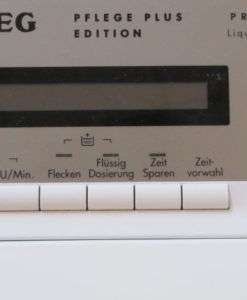 EG PFLEGE PLUS PR
EDITION Liqu
U/Min. Flecken Flüssig Dosierung Zeit Sparen Zeit- vorwahl